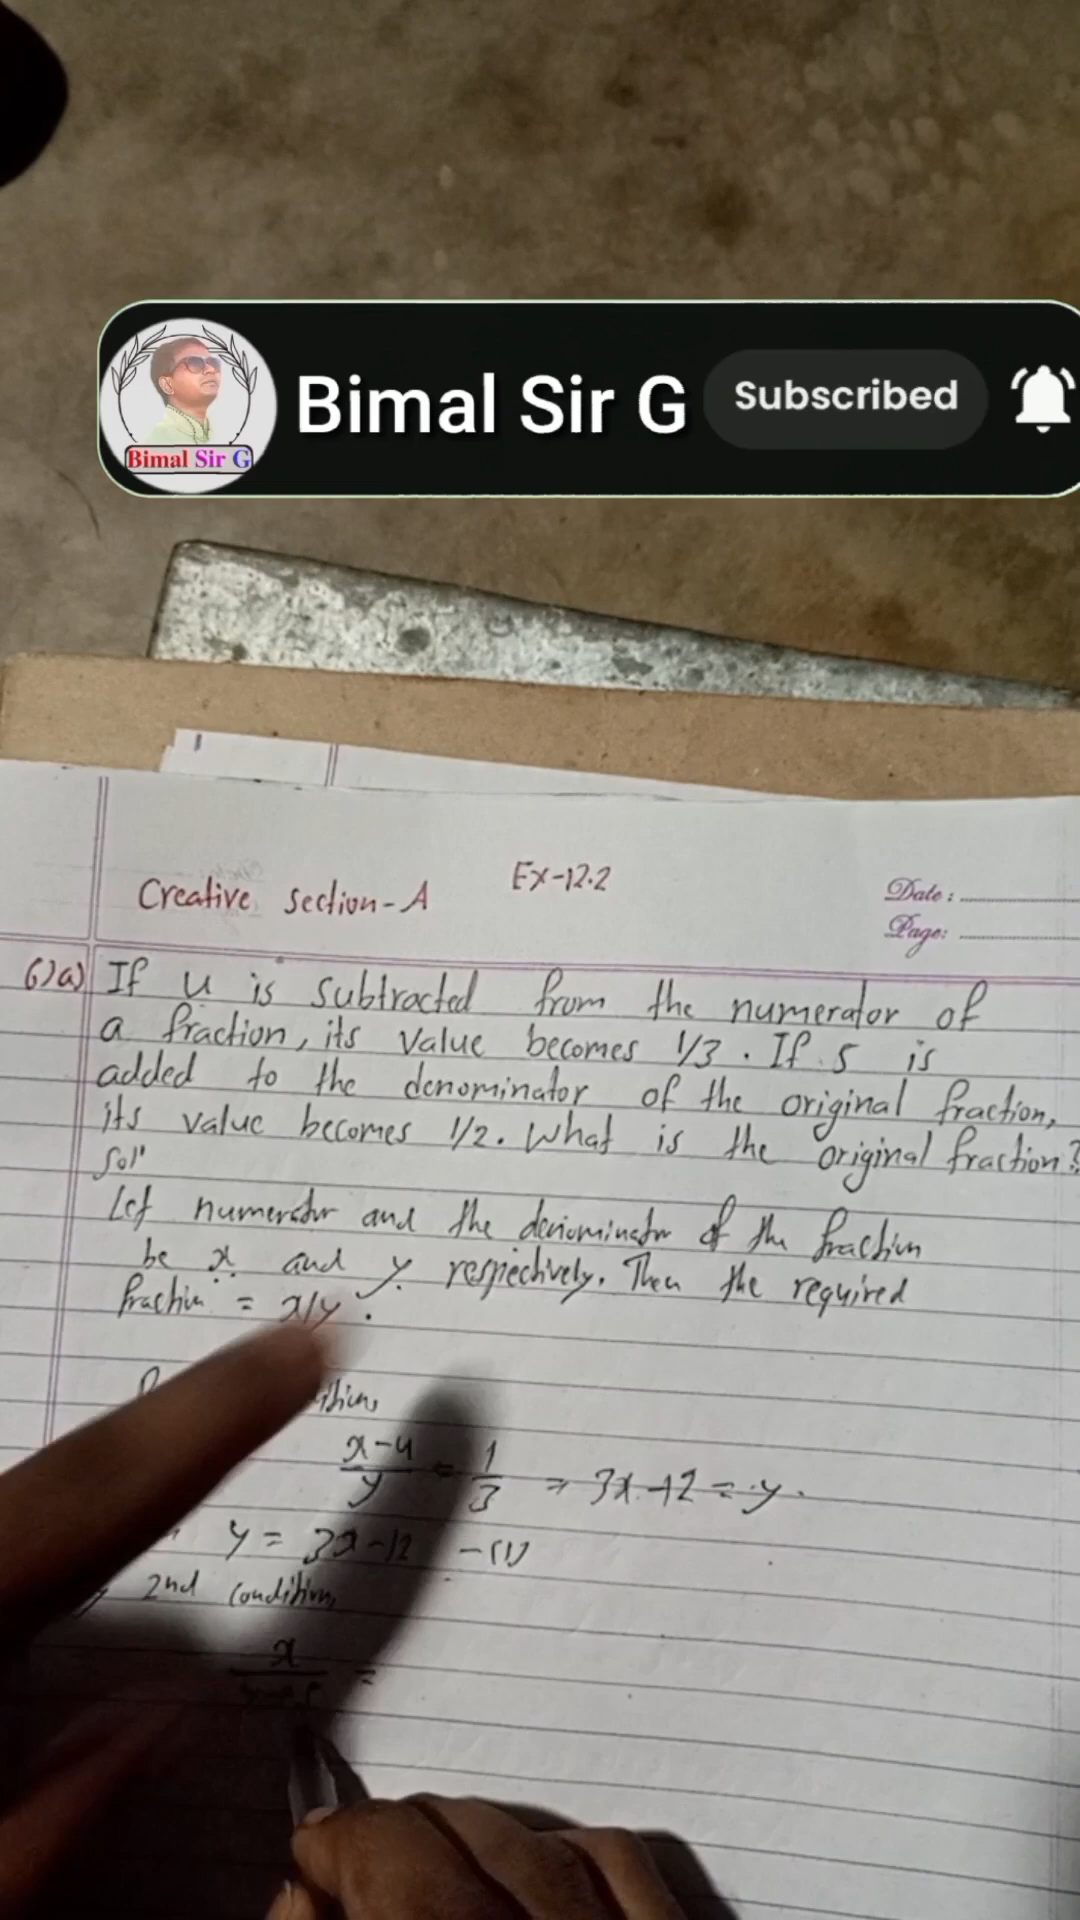 Bimal Sir G
Subscribed
Bimal Sir G
Ex-12.2
Creative section-A
Date:
Page:
6)a) If 4 is subtracted from the numerator of
a fraction, its value becomes 1/3. If 5 is
added to the denominator of the original fraction,
its value becomes 1/2. What is the original fraction?
Solⁿ
Let numerator and the denominator of the fraction
be x and y respectively. Then the required
fraction = x/y.
x-4/y = 1/3 = 3x-12 = y.
y = 3x-12 -(1)
2nd condition,
x
=